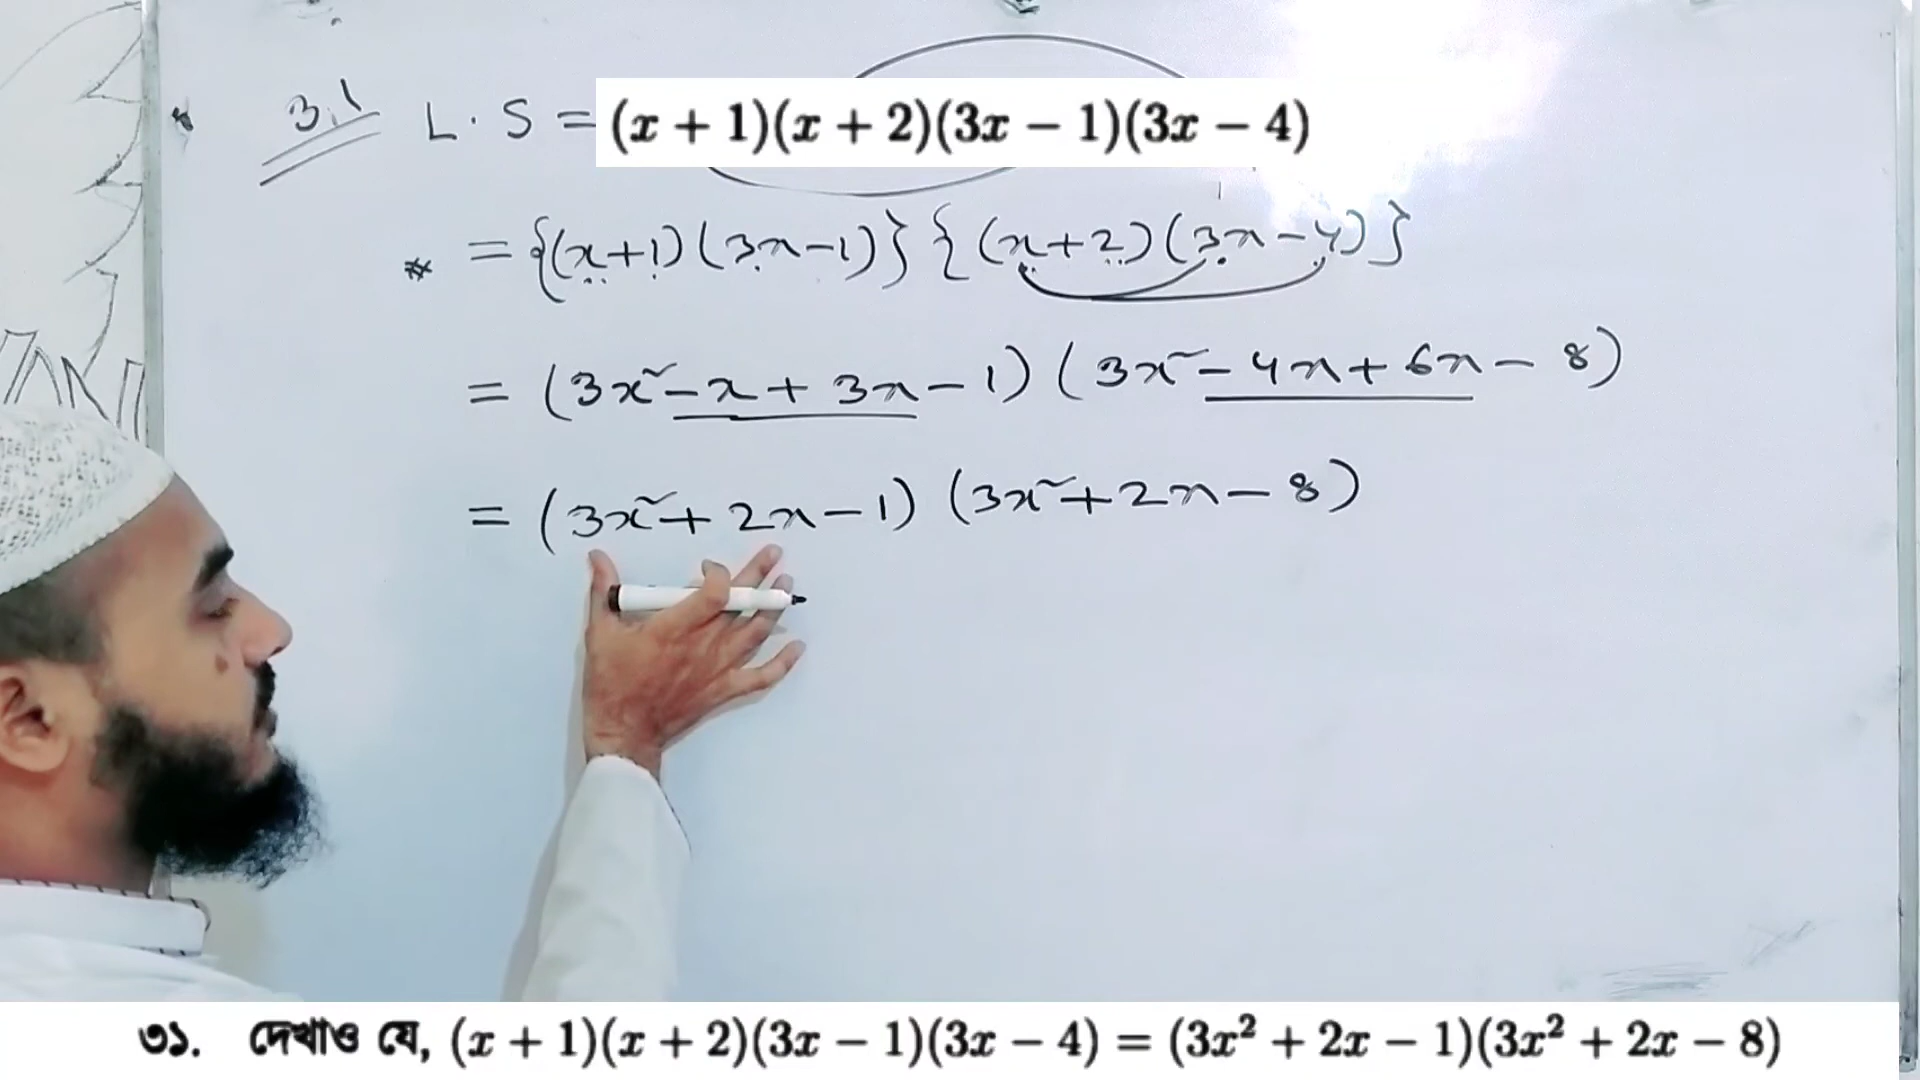 31 L.S = (x + 1)(x + 2)(3x − 1)(3x − 4)
* = {(x+1)(3x-1)} {(x+2)(3x-4)}
= (3x² - x + 3x - 1) (3x² - 4x + 6x - 8)
= (3x² + 2x - 1) (3x² + 2x - 8)
৩১. দেখাও যে, (x + 1)(x + 2)(3x − 1)(3x − 4) = (3x² + 2x − 1)(3x² + 2x − 8)